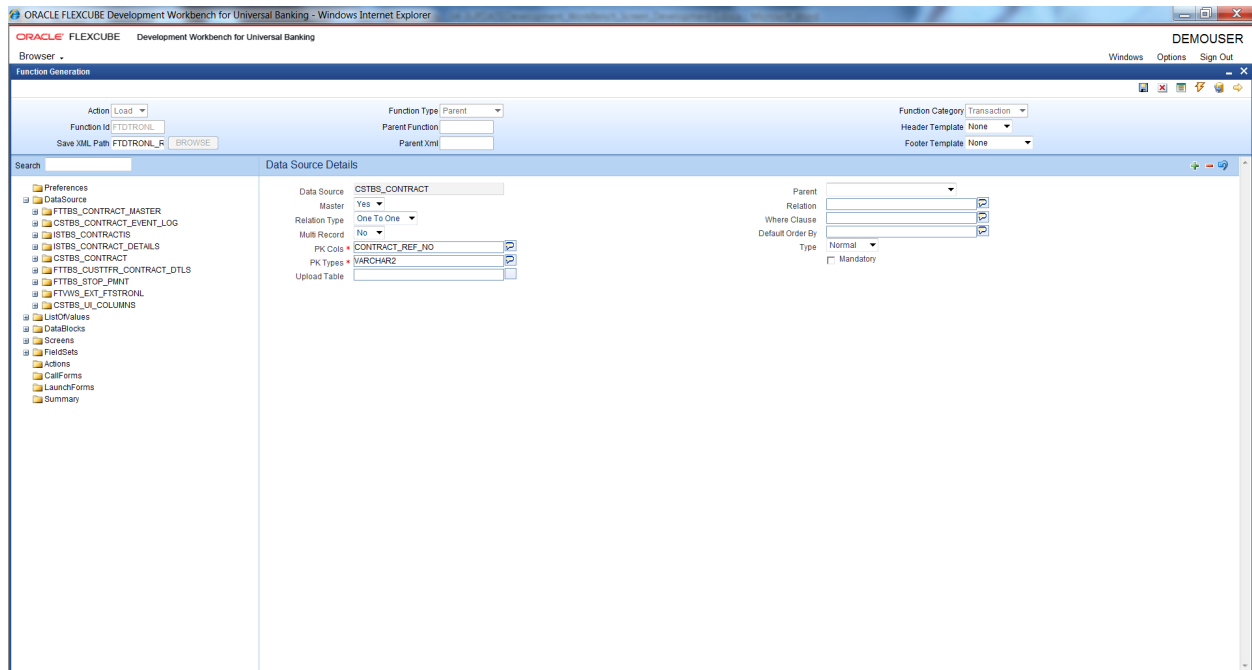 ORACLE FLEXCUBE Development Workbench for Universal Banking - Windows Internet Explorer
ORACLE FLEXCUBE Development Workbench for Universal Banking DEMOUSER
Browser Windows Options Sign Out
Function Generation
Action Load Function Type Parent Function Category Transaction
Function Id FTDTRONL Parent Function Header Template None
Save XML Path FTDTRONL_R BROWSE Parent Xml Footer Template None
Search Data Source Details
Preferences
DataSource
FTTBS_CONTRACT_MASTER
CSTBS_CONTRACT_EVENT_LOG
ISTBS_CONTRACTIS
ISTBS_CONTRACT_DETAILS
CSTBS_CONTRACT
FTTBS_CUSTTFR_CONTRACT_DTLS
FTTBS_STOP_PMNT
FTVWS_EXT_FTSTRONL
CSTBS_UI_COLUMNS
ListOfValues
DataBlocks
Screens
FieldSets
Actions
CallForms
LaunchForms
Summary
Data Source CSTBS_CONTRACT Parent
Master Yes Relation
Relation Type One To One Where Clause
Multi Record No Default Order By
PK Cols * CONTRACT_REF_NO Type Normal
PK Types * VARCHAR2 Mandatory
Upload Table